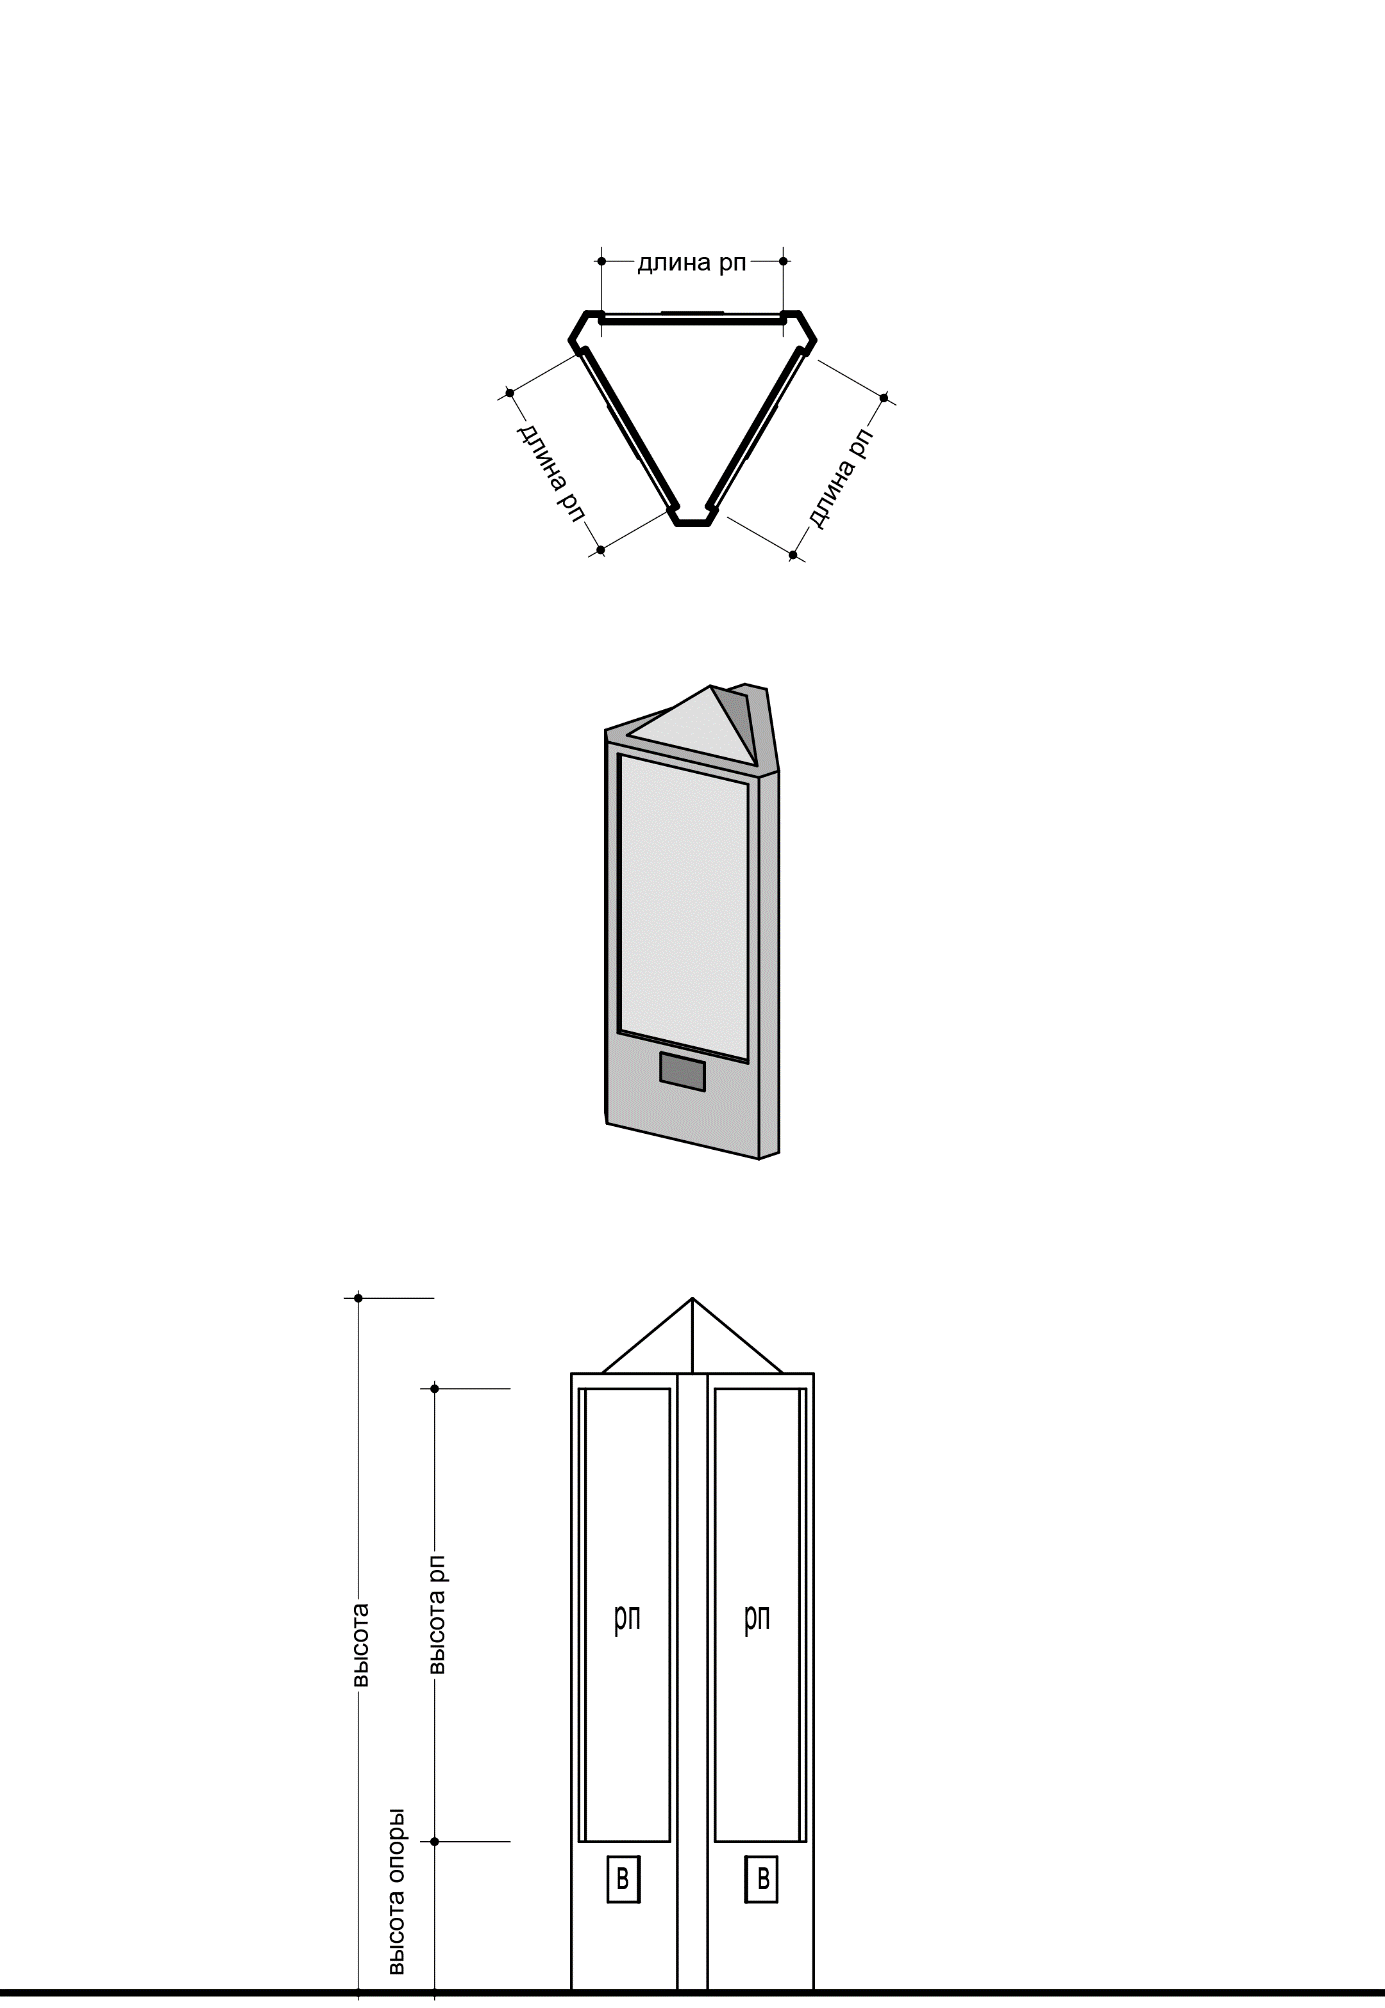 длина рп
длина рп
длина рп
высота
высота рп
высота опоры
рп
рп
в
в